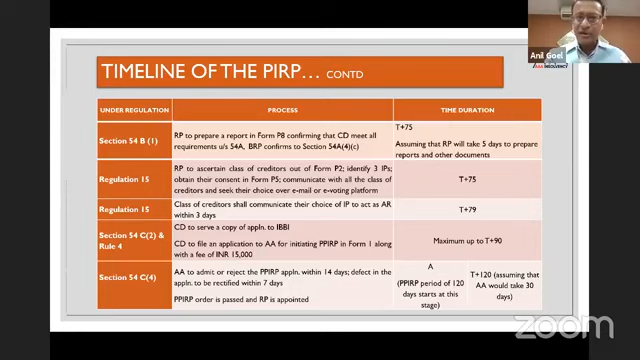 Anil Goel
AAA INSOLVENCY
TIMELINE OF THE PIRP... CONTD
UNDER REGULATION
PROCESS
TIME DURATION
Section 54 B (1)
RP to prepare a report in Form P8 confirming that CD meet all
requirements u/s 54A, BRP confirms to Section 54A(4)(c)
T+75
Assuming that RP will take 5 days to prepare
reports and other documents
Regulation 15
RP to ascertain class of creditors out of Form P2; identify 3 IPs;
obtain their consent in Form P5; communicate with all the class of
creditors and seek their choice over e-mail or e-voting platform
T+75
Regulation 15
Class of creditors shall communicate their choice of IP to act as AR
within 3 days
T+79
Section 54 C(2) &
Rule 4
CD to serve a copy of appln. to IBBI
CD to file an application to AA for initiating PPIRP in Form 1 along
with a fee of INR 15,000
Maximum up to T+90
Section 54 C(4)
AA to admit or reject the PPIRP appln. within 14 days; defect in the
appln. to be rectified within 7 days
PPIRP order is passed and RP is appointed
A
(PPIRP period of 120
days starts at this
stage)
T+120 (assuming that
AA would take 30
days)
zoom